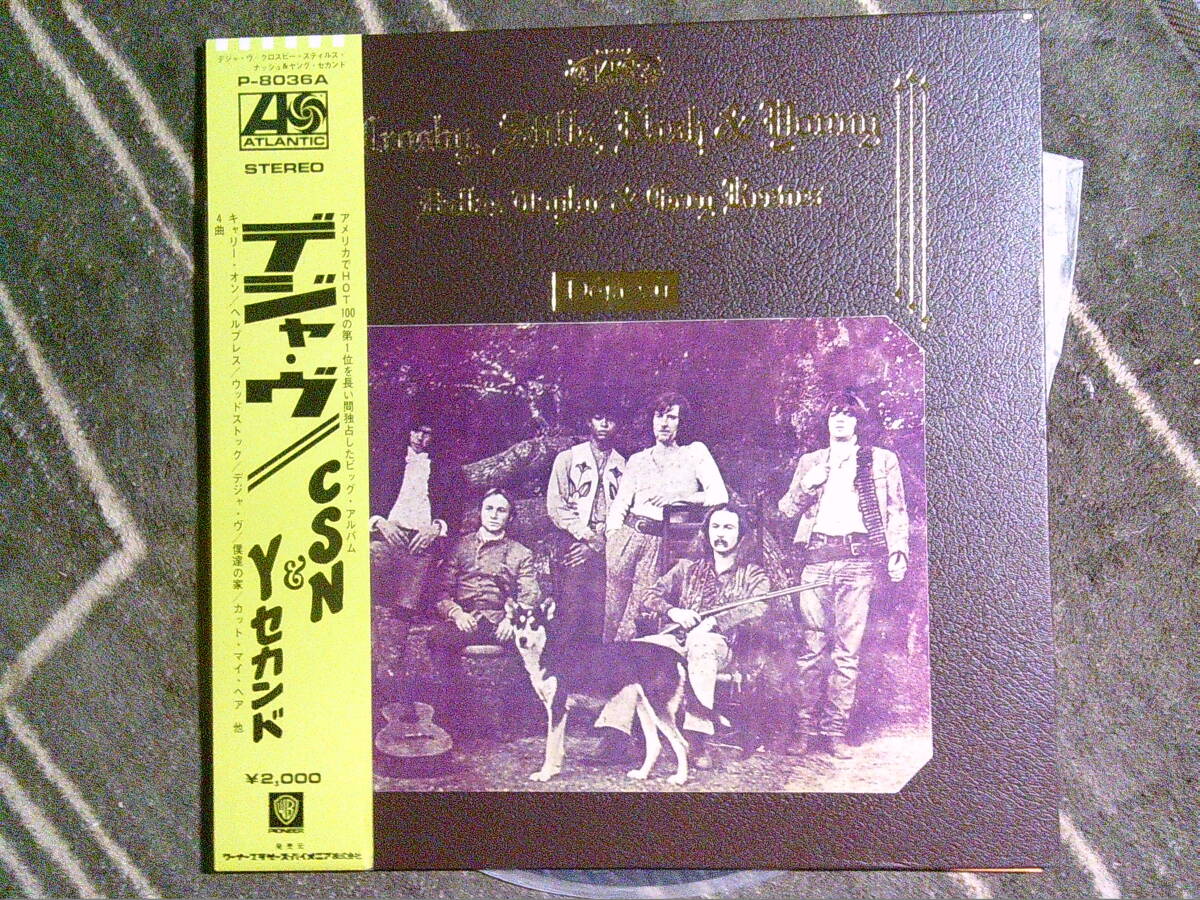 デジャ・ヴ/クロスビー・スティルス・
ナッシュ&ヤング・セカンド
P-8036A
ATLANTIC
STEREO
デジャ・ヴ/
CSN
&
Yセカンド
アメリカでHOT100の第1位を長い間独占したビッグ・アルバム
キャリー・オン/ヘルプレス/ウッドストック/デジャ・ヴ/僕達の家/カット・マイ・ヘア 他
4曲
¥2,000
WB
PIONEER
発売元
ワーナーブラザース・パイオニア株式会社
Crosby, Stills, Nash & Young
Dallas Taylor & Greg Reeves
Déjà vu